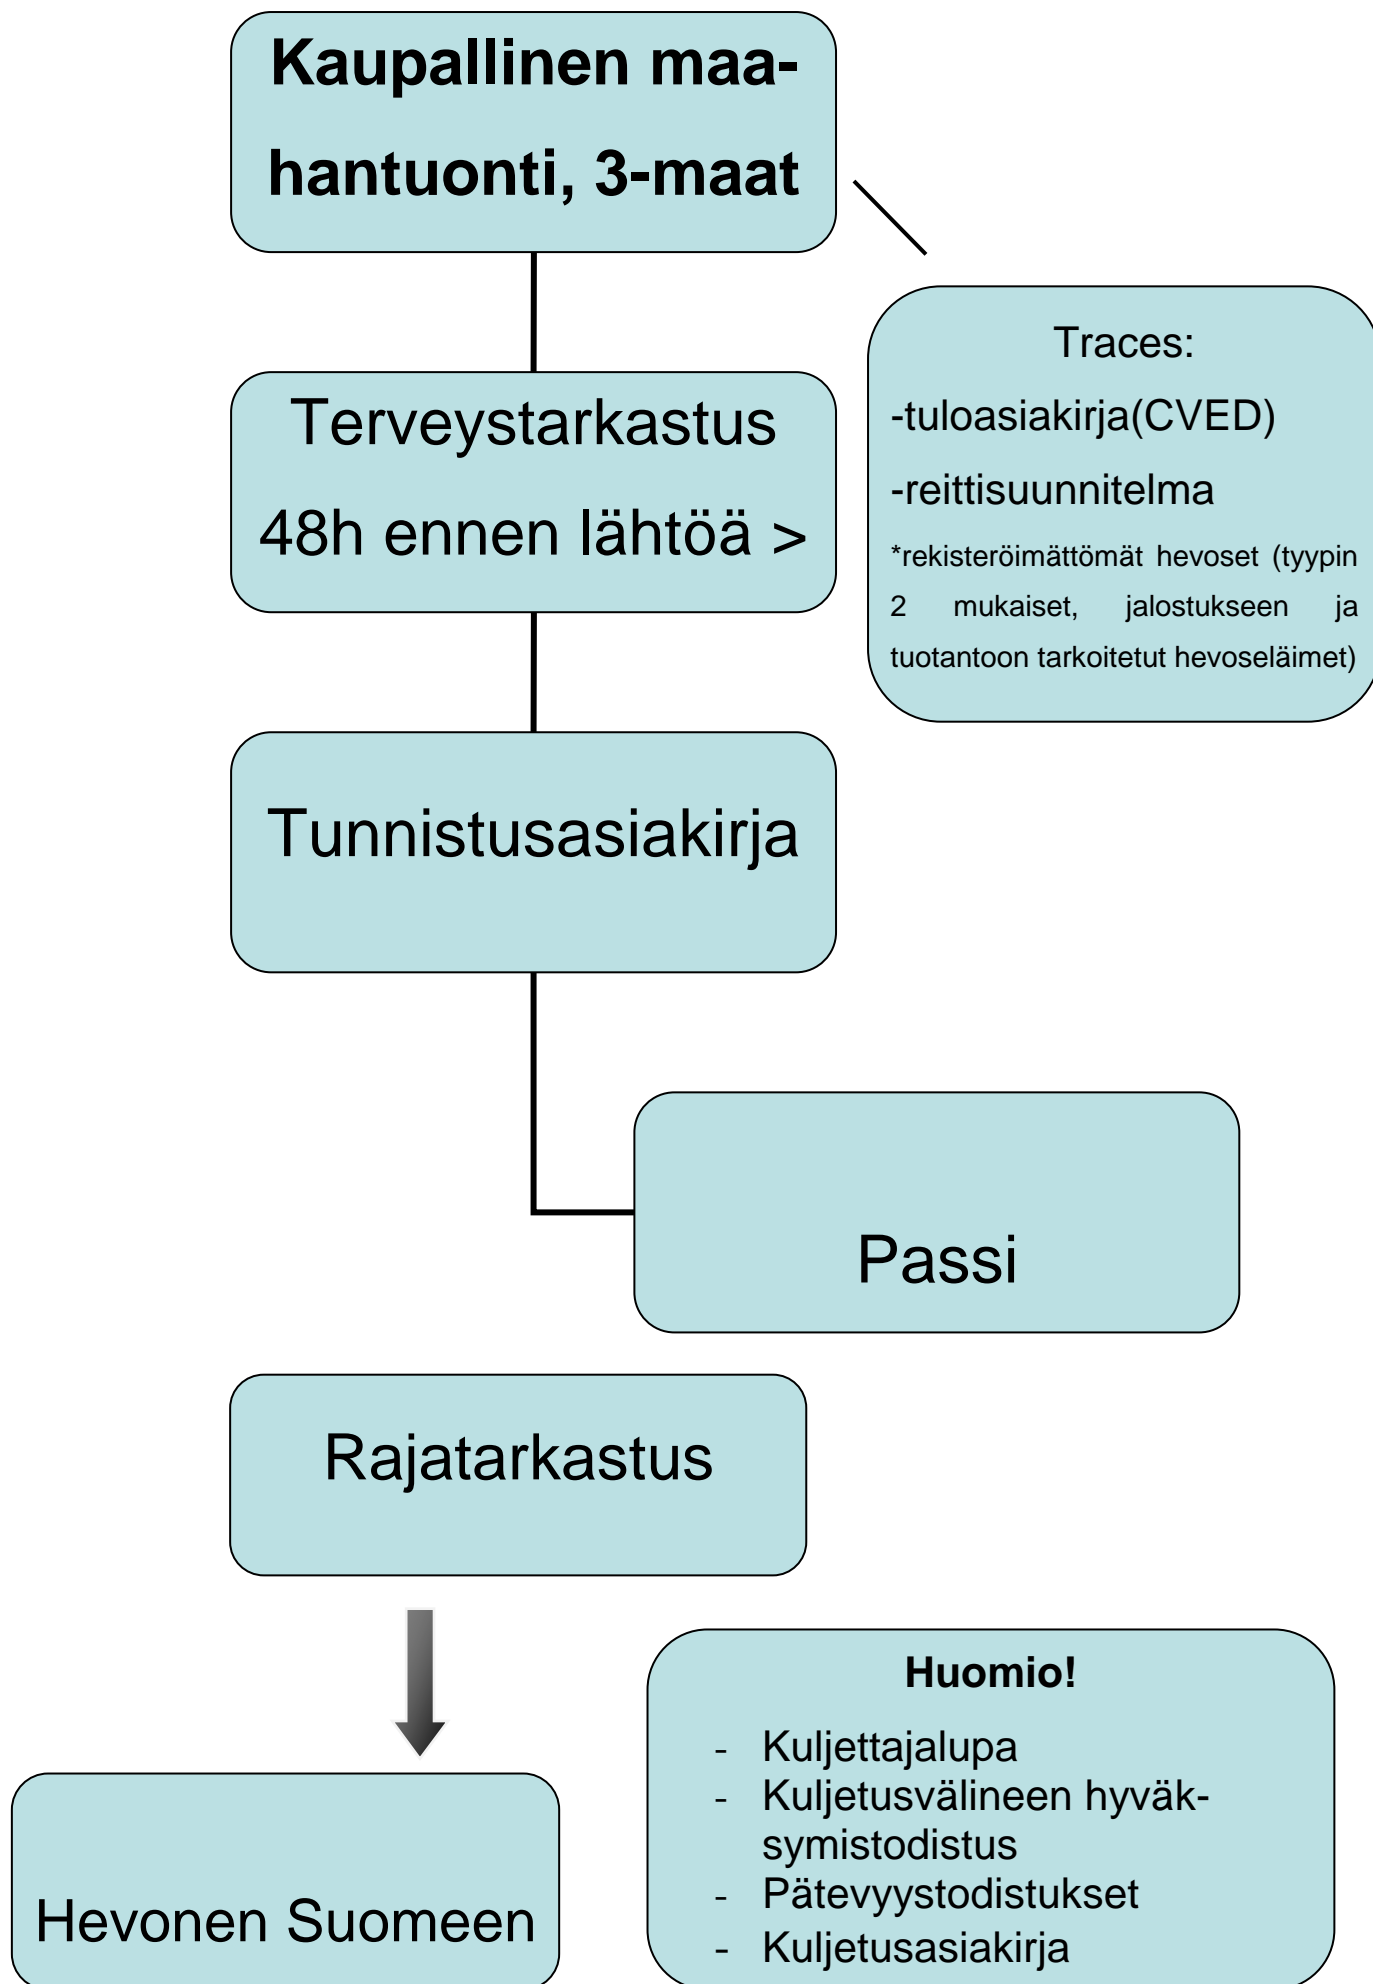 Kaupallinen maa-
hantuonti, 3-maat
Traces:
-tuloasiakirja(CVED)
-reittisuunnitelma
*rekisteröimättömät hevoset (tyypin
2 mukaiset, jalostukseen ja
tuotantoon tarkoitetut hevoseläimet)
Terveystarkastus
48h ennen lähtöä >
Tunnistusasiakirja
Passi
Rajatarkastus
Huomio!
- Kuljettajalupa
- Kuljetusvälineen hyväk-
symistodistus
- Pätevyystodistukset
- Kuljetusasiakirja
Hevonen Suomeen